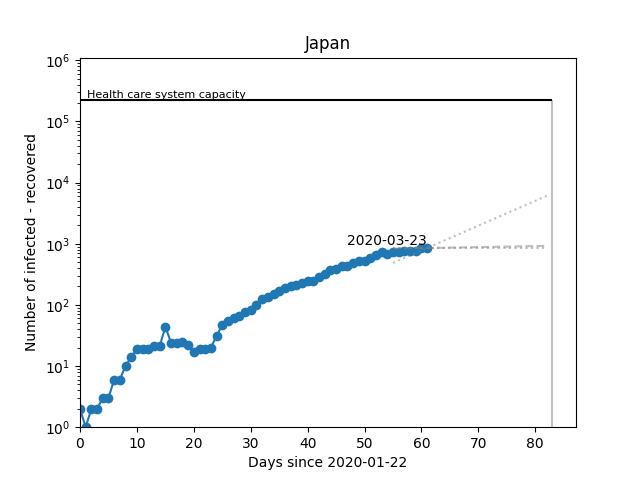 Japan
10⁶
Health care system capacity
10⁵
10⁴
10³
2020-03-23
10²
10¹
10⁰
Number of infected - recovered
0 10 20 30 40 50 60 70 80
Days since 2020-01-22